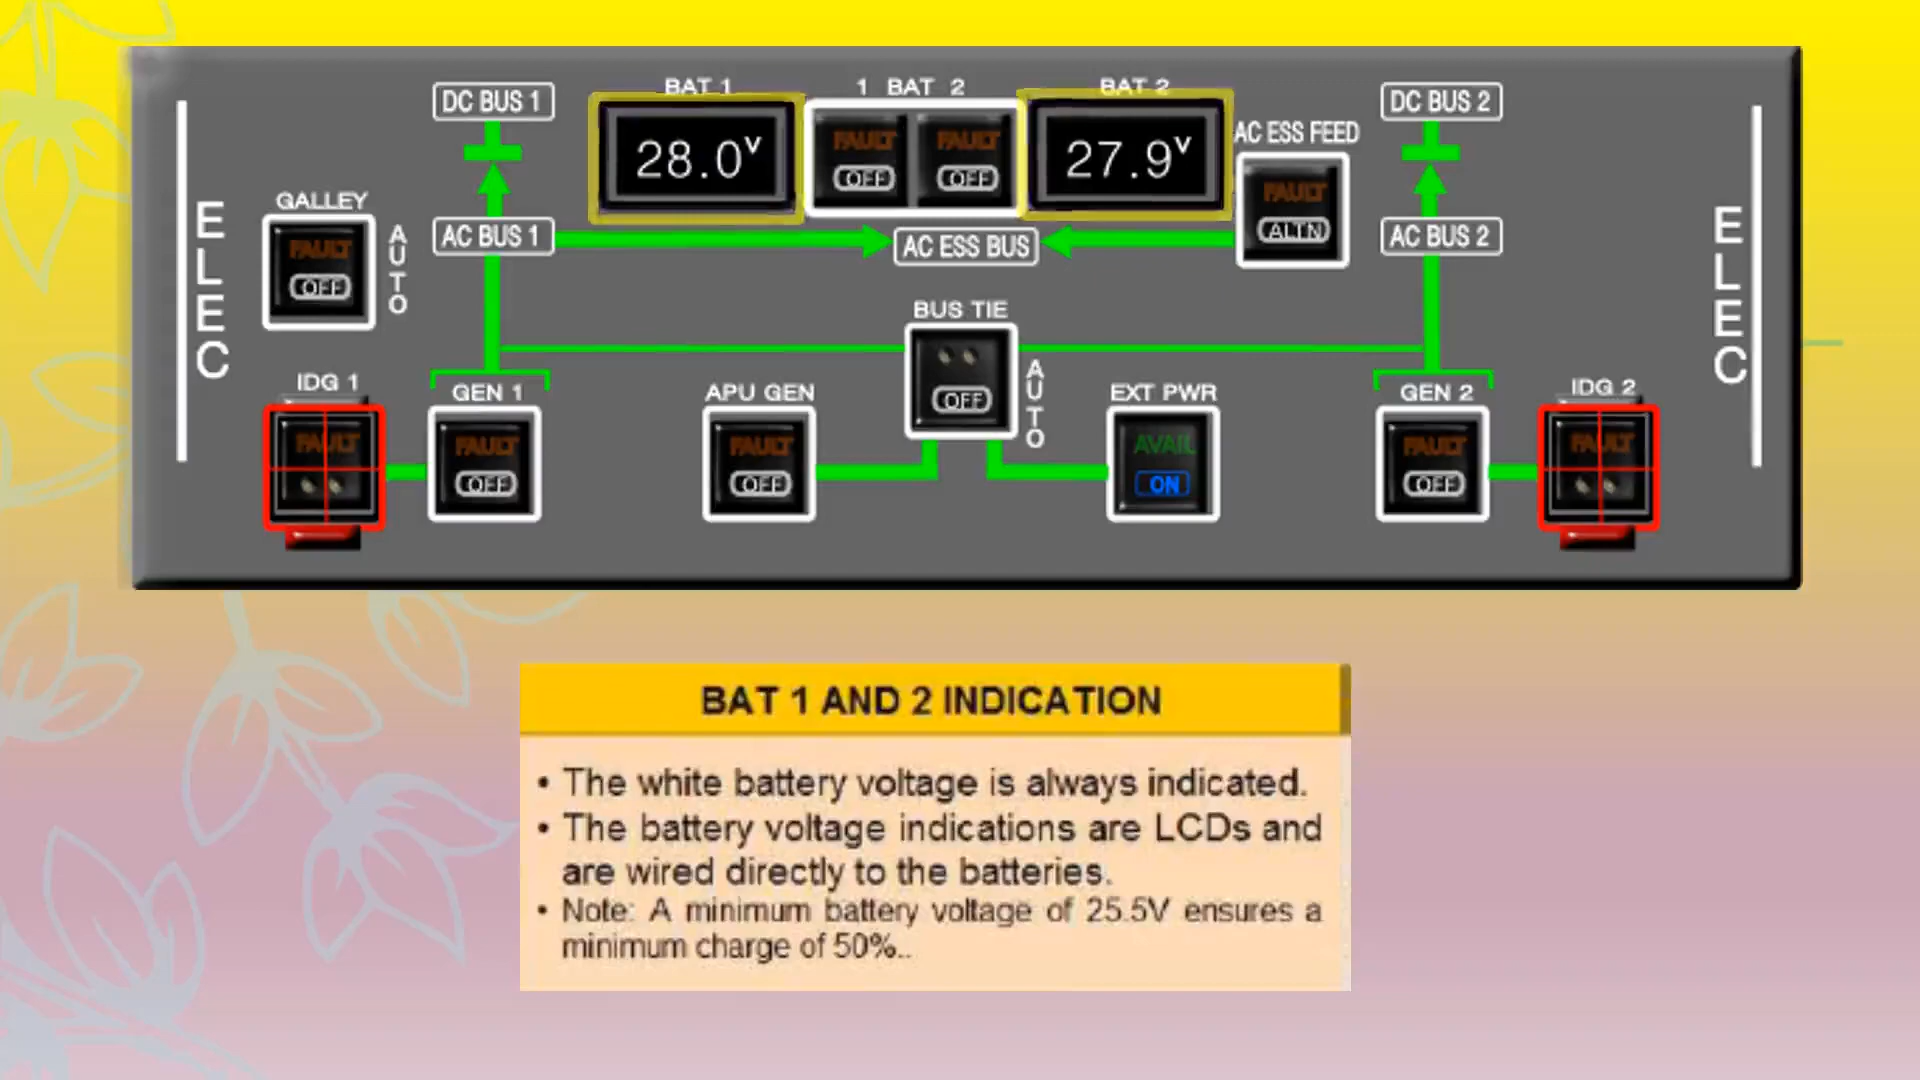 BAT 1
1 BAT 2
BAT 2
DC BUS 1
DC BUS 2
28.0V
FAULT
OFF
FAULT
OFF
27.9V
AC ESS FEED
FAULT
ALTN
GALLEY
FAULT
OFF
AUTO
ELEC
ELEC
AC BUS 1
AC ESS BUS
AC BUS 2
BUS TIE
OFF
AUTO
IDG 1
FAULT
GEN 1
FAULT
OFF
APU GEN
FAULT
OFF
EXT PWR
AVAIL
ON
GEN 2
FAULT
OFF
IDG 2
FAULT
BAT 1 AND 2 INDICATION
• The white battery voltage is always indicated.
• The battery voltage indications are LCDs and
are wired directly to the batteries.
• Note: A minimum battery voltage of 25.5V ensures a
minimum charge of 50%..